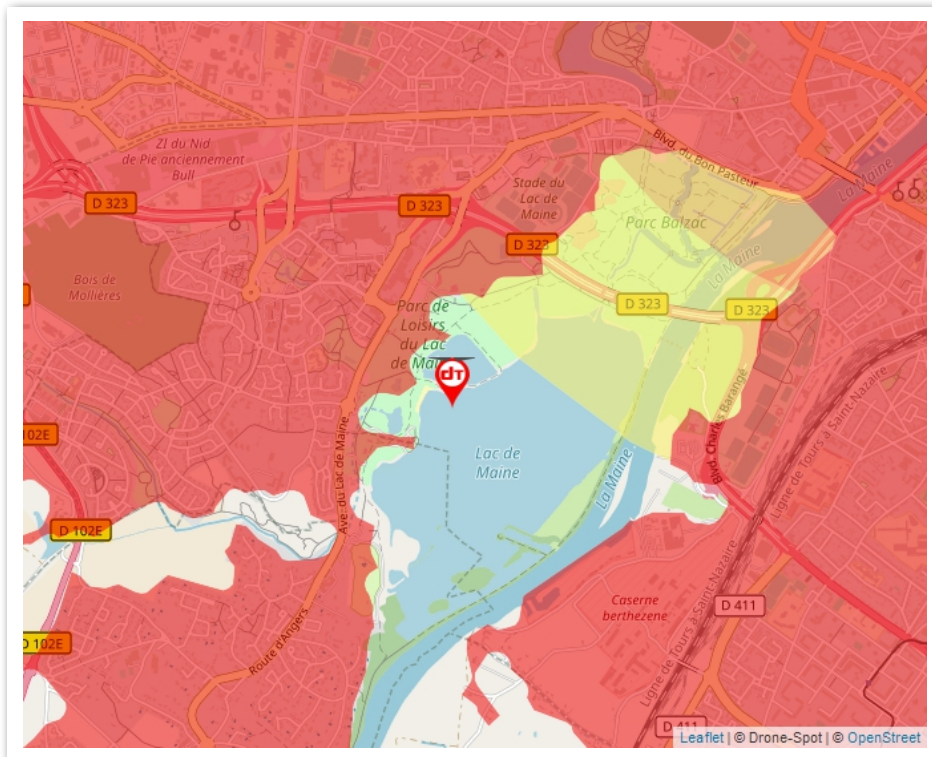 ZI du Nid
de Pie anciennement
Bull
Blvd. du Bon Pasteur
La Maine
D 323
D 323
Stade du
Lac de
Maine
Parc Balzac
D 323
La Maine
Bois de
Mollières
D 323
D 323
Parc de
Loisirs
du Lac
de Maine
dT
Blvd. Charles Barangé
Ligne de Tours à Saint-Nazaire
102E
Ave. du Lac de Maine
Lac de
Maine
La Maine
D 102E
Caserne
berthezene
D 411
Ligne de Tours à Saint-Nazaire
D 102E
Route d'Angers
D 411
Leaflet | © Drone-Spot | © OpenStreet